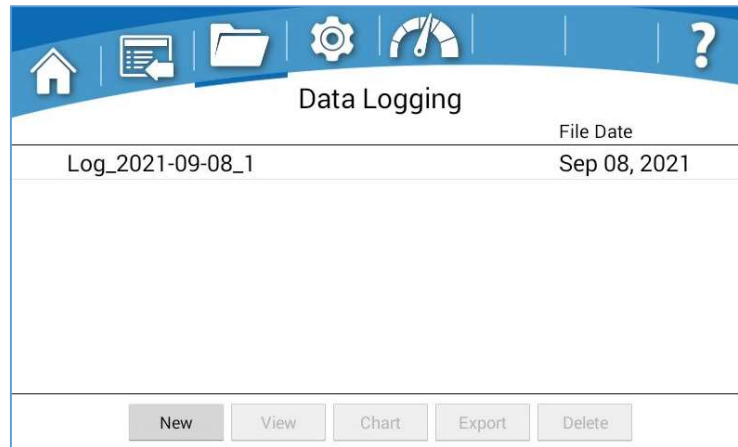 ?
Data Logging
File Date
Log_2021-09-08_1 Sep 08, 2021
New View Chart Export Delete